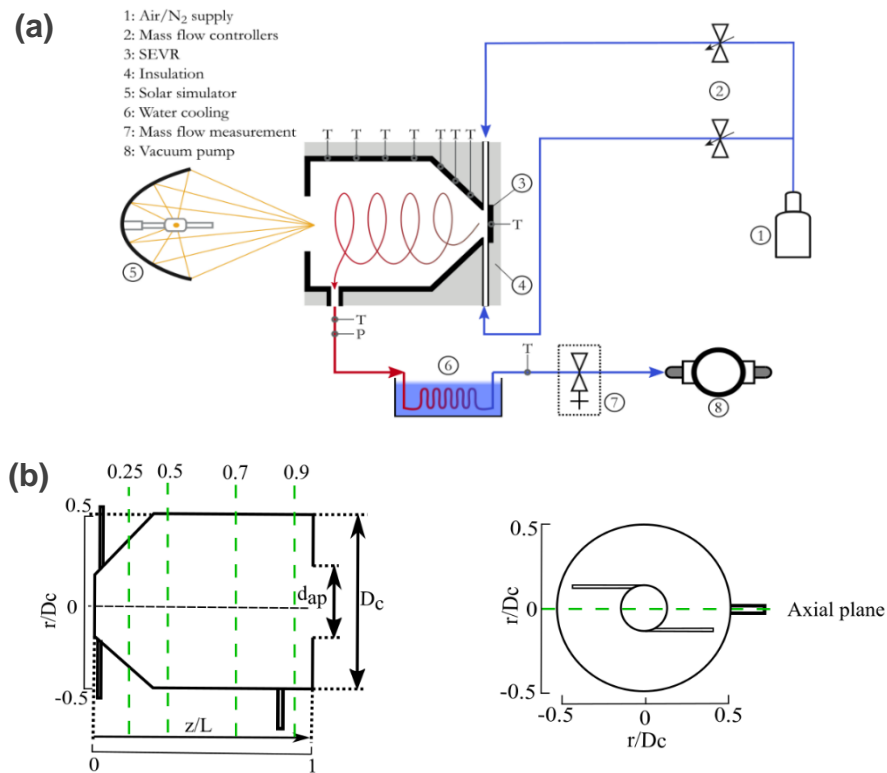 (a)
1: Air/N₂ supply
2: Mass flow controllers
3: SEVR
4: Insulation
5: Solar simulator
6: Water cooling
7: Mass flow measurement
8: Vacuum pump
T T T T T T T
2
3
T
1
5
4
T
P
6
T
7
8
(b)
0.25 0.5 0.7 0.9
0.5
r/Dc
0
-0.5
dap
Dc
z/L
0 1
0.5
r/Dc
0
-0.5
Axial plane
-0.5 0 0.5
r/Dc